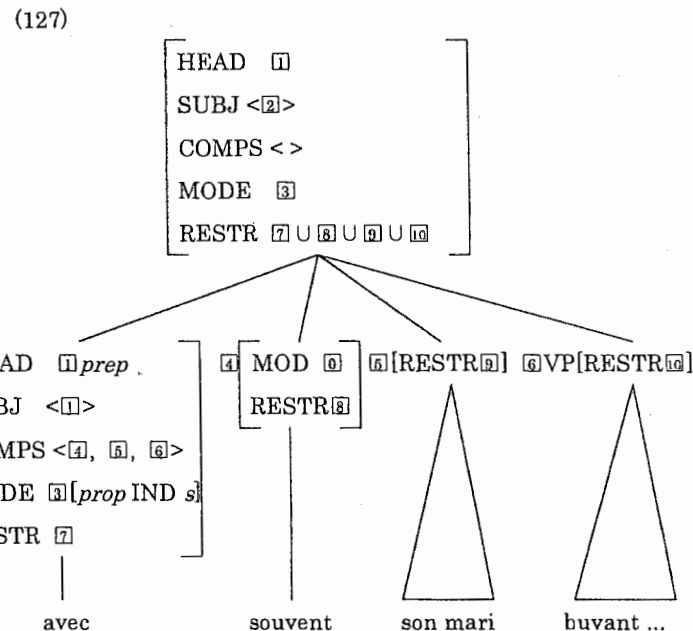 (127)
HEAD 1
SUBJ <2>
COMPS < >
MODE 3
RESTR 7 ∪ 8 ∪ 9 ∪ 10
AD 1 prep 4 MOD 0 5[RESTR 9] 6VP[RESTR 10]
BJ <1> RESTR 8
MPS <4, 5, 6>
DE 3[prop IND s]
STR 7
avec souvent son mari buvant ...